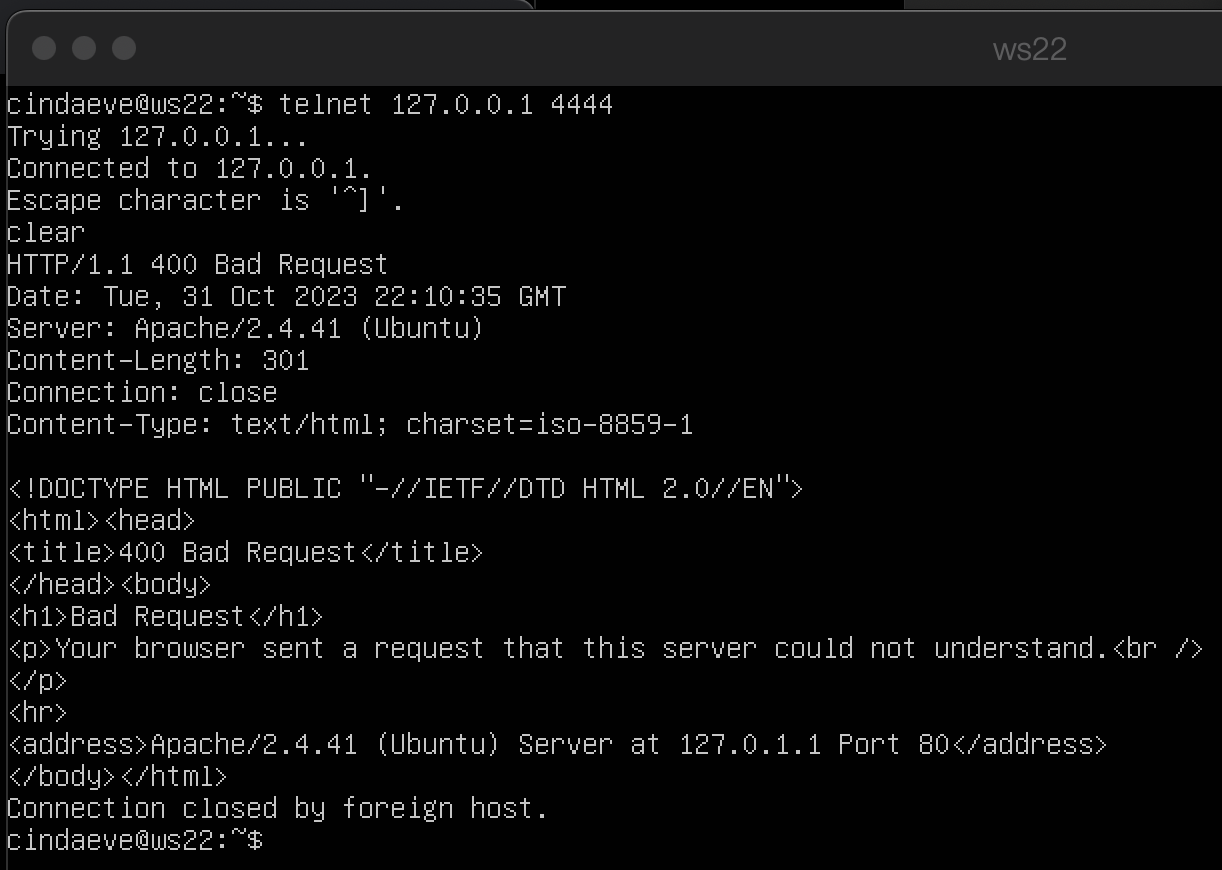 ws22
cindaeve@ws22:~$ telnet 127.0.0.1 4444
Trying 127.0.0.1...
Connected to 127.0.0.1.
Escape character is '^]'.
clear
HTTP/1.1 400 Bad Request
Date: Tue, 31 Oct 2023 22:10:35 GMT
Server: Apache/2.4.41 (Ubuntu)
Content-Length: 301
Connection: close
Content-Type: text/html; charset=iso-8859-1

<!DOCTYPE HTML PUBLIC "-//IETF//DTD HTML 2.0//EN">
<html><head>
<title>400 Bad Request</title>
</head><body>
<h1>Bad Request</h1>
<p>Your browser sent a request that this server could not understand.<br />
</p>
<hr>
<address>Apache/2.4.41 (Ubuntu) Server at 127.0.1.1 Port 80</address>
</body></html>
Connection closed by foreign host.
cindaeve@ws22:~$